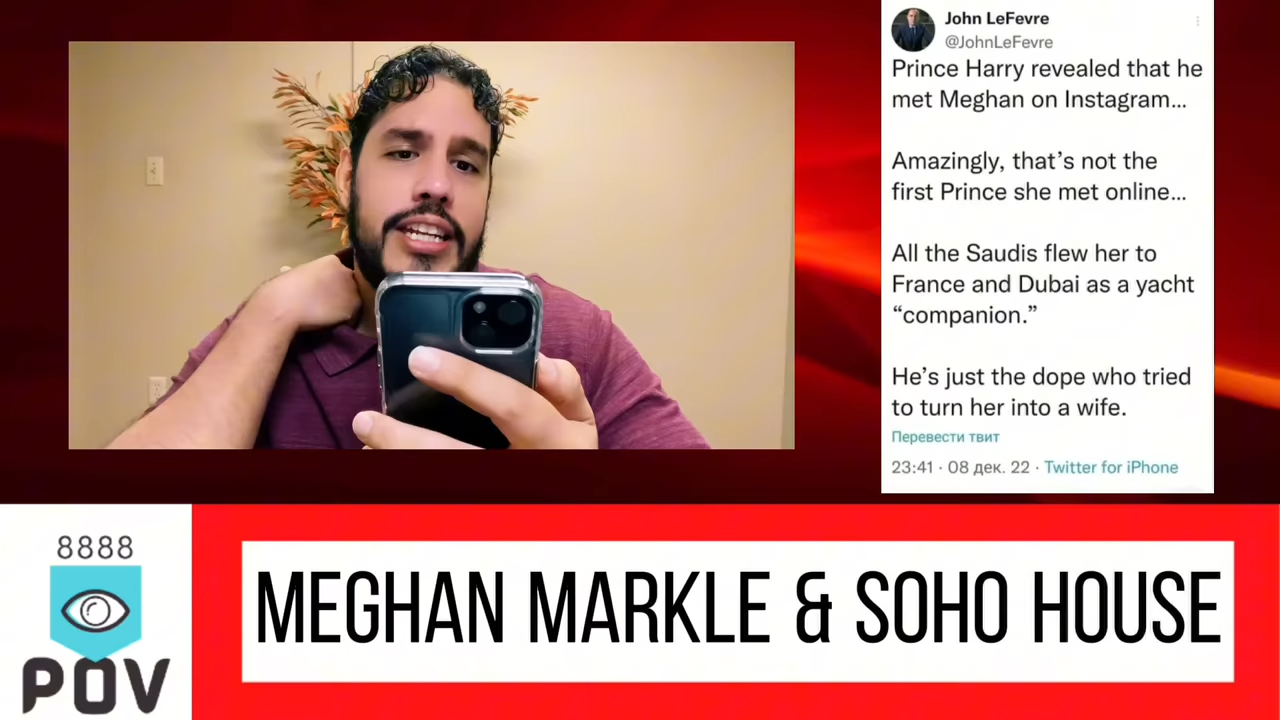 John LeFevre
@JohnLeFevre
Prince Harry revealed that he
met Meghan on Instagram...
Amazingly, that's not the
first Prince she met online...
All the Saudis flew her to
France and Dubai as a yacht
“companion.”
He's just the dope who tried
to turn her into a wife.
Перевести твит
23:41 · 08 дек. 22 · Twitter for iPhone
8888
POV
MEGHAN MARKLE & SOHO HOUSE